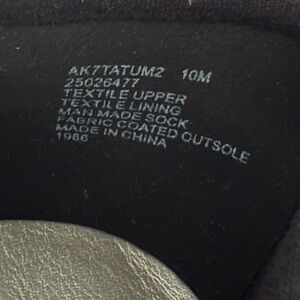 AK7TATUM2 10M
25026477
TEXTILE UPPER
TEXTILE LINING
MAN MADE SOCK
FABRIC COATED OUTSOLE
MADE IN CHINA
1986